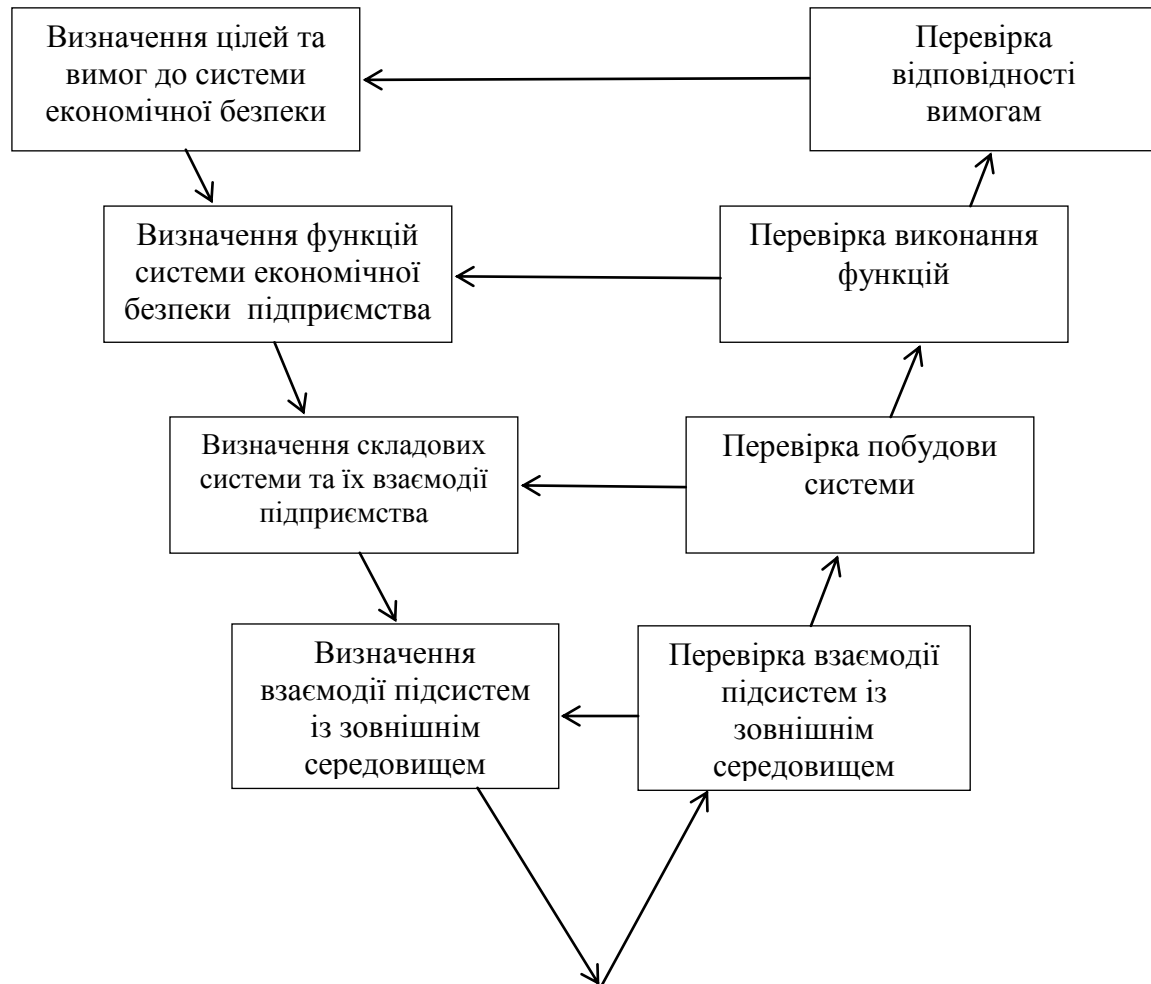 Визначення цілей та
вимог до системи
економічної безпеки
Перевірка
відповідності
вимогам
Визначення функцій
системи економічної
безпеки підприємства
Перевірка виконання
функцій
Визначення складових
системи та їх взаємодії
підприємства
Перевірка побудови
системи
Визначення
взаємодії підсистем
із зовнішнім
середовищем
Перевірка взаємодії
підсистем із
зовнішнім
середовищем